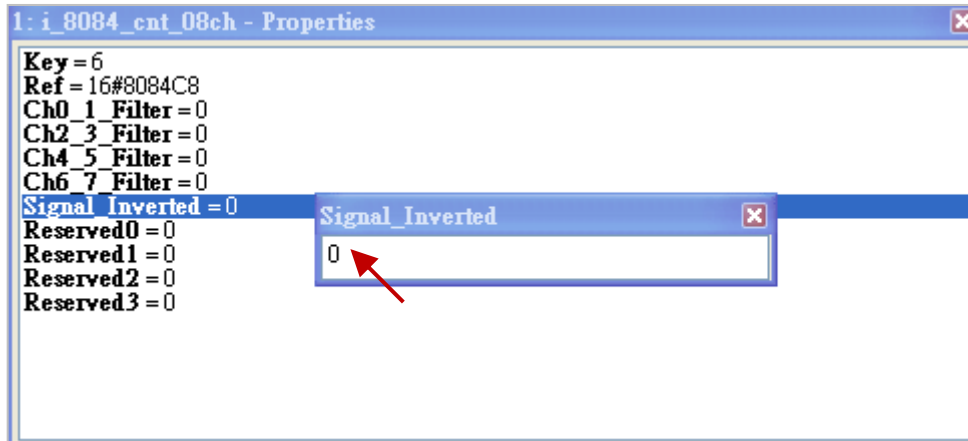 1: i_8084_cnt_08ch - Properties
Key = 6
Ref = 16#8084C8
Ch0_1_Filter = 0
Ch2_3_Filter = 0
Ch4_5_Filter = 0
Ch6_7_Filter = 0
Signal_Inverted = 0
Reserved0 = 0
Reserved1 = 0
Reserved2 = 0
Reserved3 = 0
Signal_Inverted
0